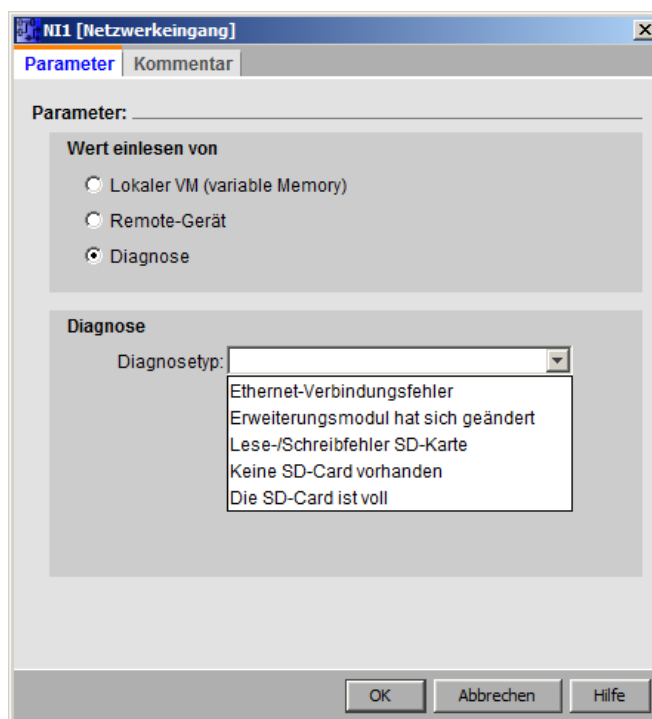 NI1 [Netzwerkeingang]
Parameter Kommentar
Parameter:
Wert einlesen von
Lokaler VM (variable Memory)
Remote-Gerät
Diagnose
Diagnose
Diagnosetyp:
Ethernet-Verbindungsfehler
Erweiterungsmodul hat sich geändert
Lese-/Schreibfehler SD-Karte
Keine SD-Card vorhanden
Die SD-Card ist voll
OK Abbrechen Hilfe